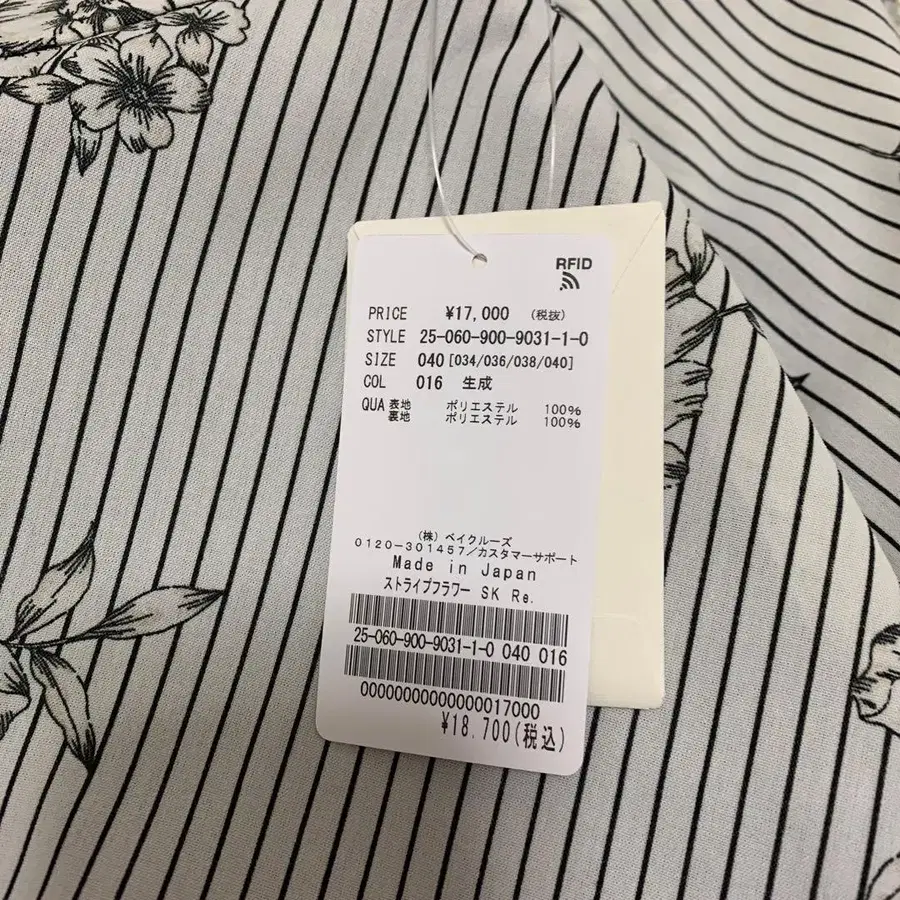 RFID
PRICE ¥17,000 (税抜)
STYLE 25-060-900-9031-1-0
SIZE 040[034/036/038/040]
COL 016 生成
QUA 表地 ポリエステル 100%
裏地 ポリエステル 100%
(株) ベイクルーズ
0120-301457/カスタマーサポート
Made in Japan
ストライプフラワー SK Re.
25-060-900-9031-1-0 040 016
0000000000000017000
¥18,700(税込)